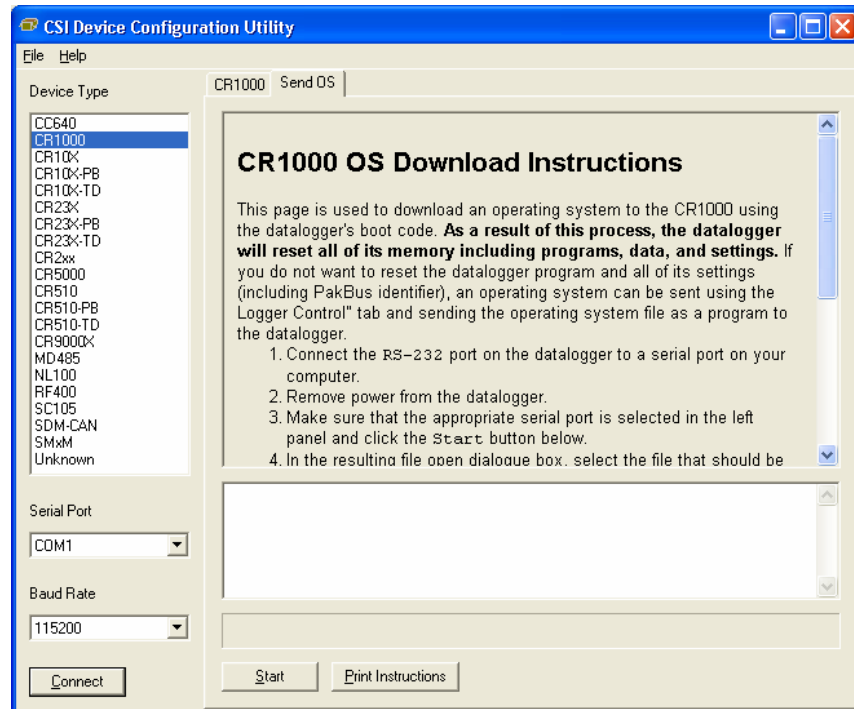 CSI Device Configuration Utility
File Help
Device Type
CC640
CR1000
CR10X
CR10X-PB
CR10X-TD
CR23X
CR23X-PB
CR23X-TD
CR2xx
CR5000
CR510
CR510-PB
CR510-TD
CR9000X
MD485
NL100
RF400
SC105
SDM-CAN
SMxM
Unknown
Serial Port
COM1
Baud Rate
115200
Connect
CR1000 Send OS
CR1000 OS Download Instructions
This page is used to download an operating system to the CR1000 using
the datalogger's boot code. As a result of this process, the datalogger
will reset all of its memory including programs, data, and settings. If
you do not want to reset the datalogger program and all of its settings
(including PakBus identifier), an operating system can be sent using the
Logger Control" tab and sending the operating system file as a program to
the datalogger.
1. Connect the RS-232 port on the datalogger to a serial port on your
computer.
2. Remove power from the datalogger.
3. Make sure that the appropriate serial port is selected in the left
panel and click the Start button below.
4. In the resulting file open dialogue box, select the file that should be
Start Print Instructions